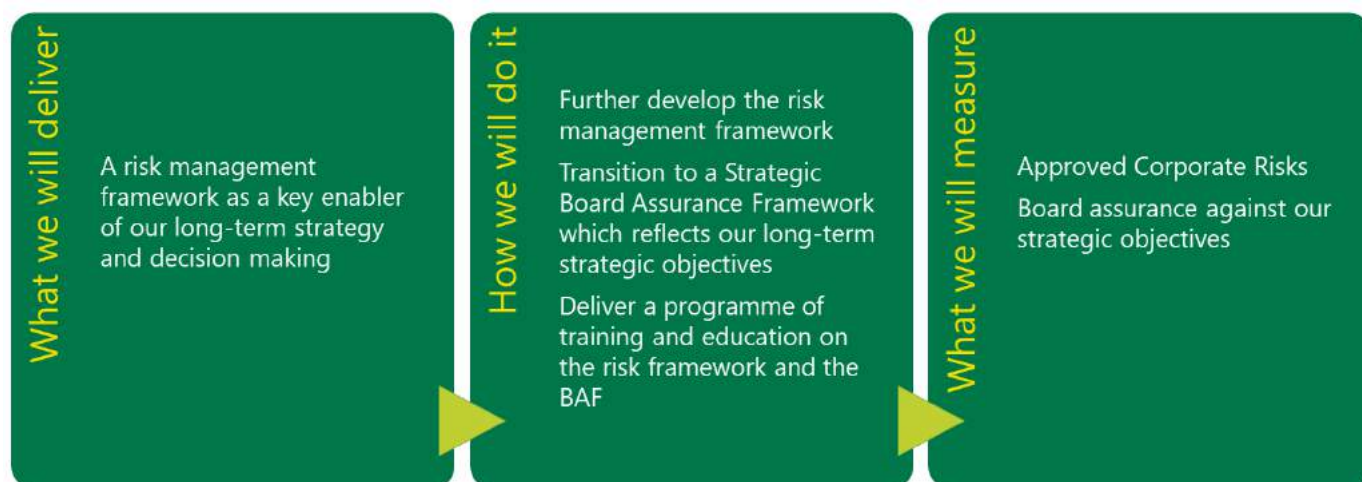 What we will deliver
A risk management
framework as a key enabler
of our long-term strategy
and decision making
How we will do it
Further develop the risk
management framework
Transition to a Strategic
Board Assurance Framework
which reflects our long-term
strategic objectives
Deliver a programme of
training and education on
the risk framework and the
BAF
What we will measure
Approved Corporate Risks
Board assurance against our
strategic objectives